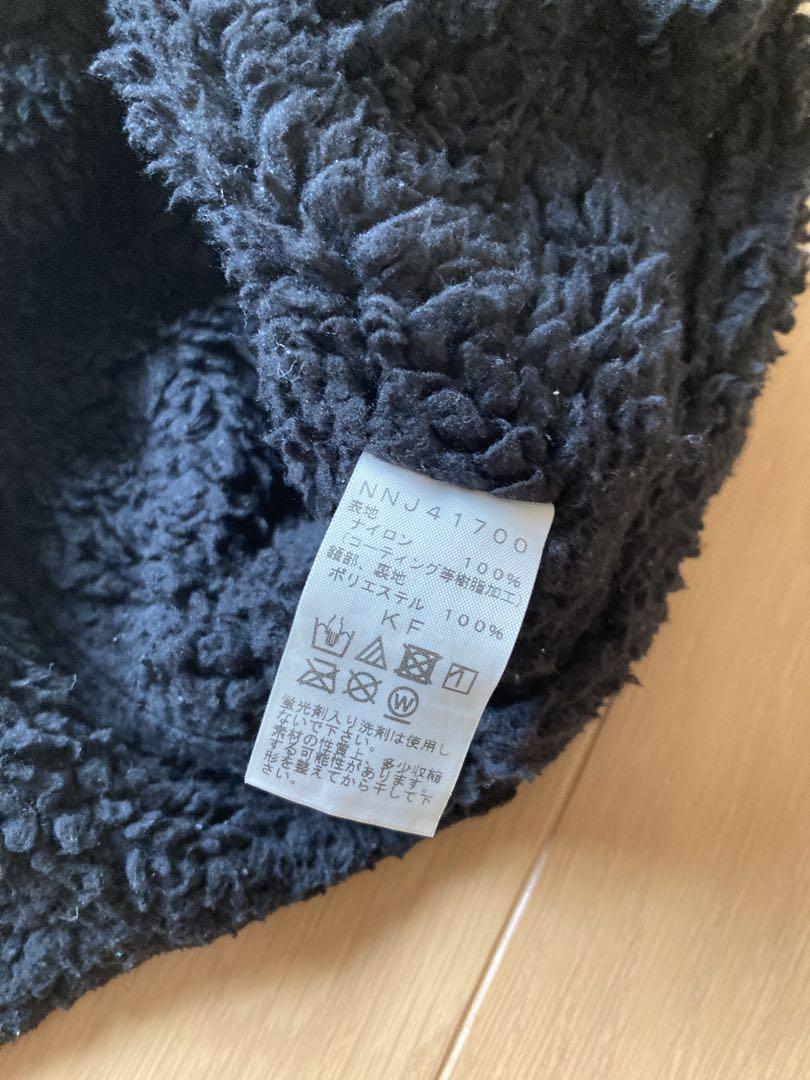 NNJ41700
表地
ナイロン 100%
(コーティング等樹脂加工)
額部、裏地
ポリエステル 100%
KF
W
蛍光剤入り洗剤は使用し
ないで下さい。
素材の性質上、多少収縮
する可能性があります。
形を整えてから干して下
さい。